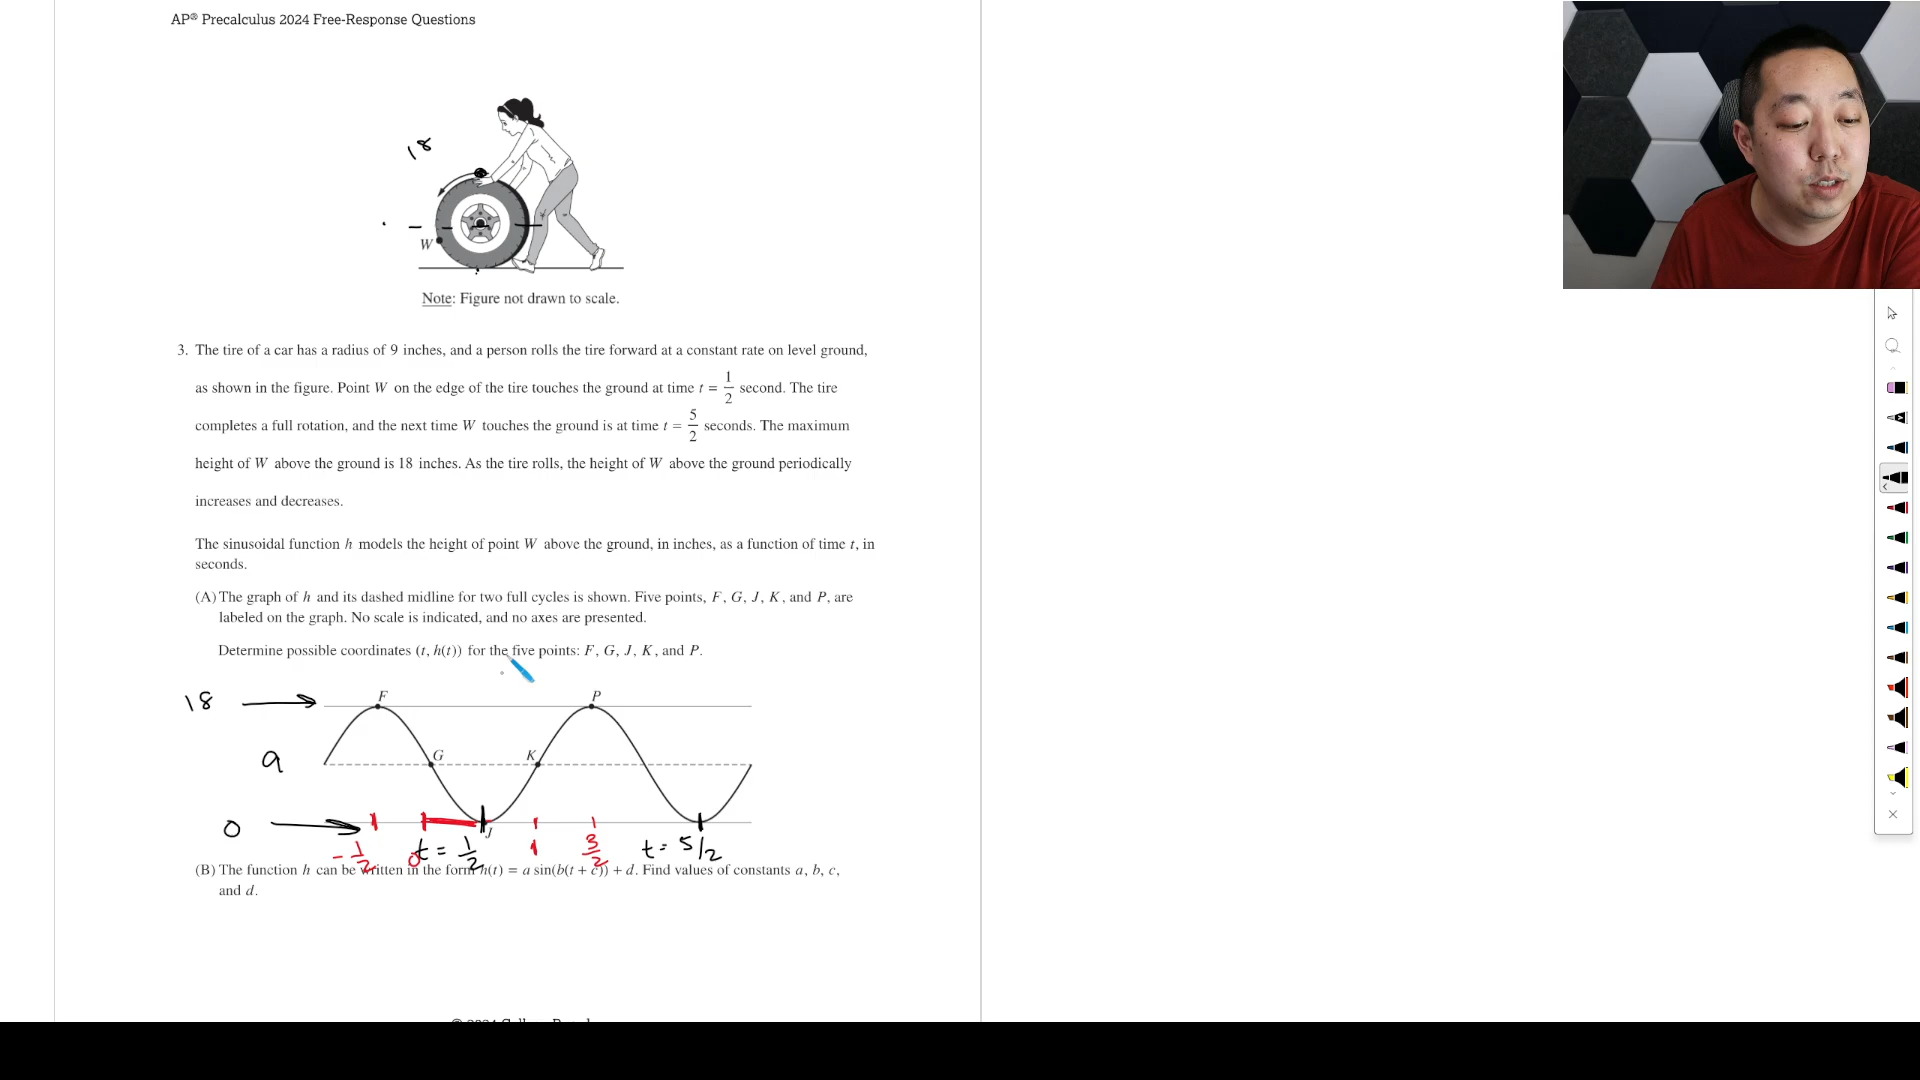 AP® Precalculus 2024 Free-Response Questions
18
W
Note: Figure not drawn to scale.
3. The tire of a car has a radius of 9 inches, and a person rolls the tire forward at a constant rate on level ground,
as shown in the figure. Point W on the edge of the tire touches the ground at time t = 1/2 second. The tire
completes a full rotation, and the next time W touches the ground is at time t = 5/2 seconds. The maximum
height of W above the ground is 18 inches. As the tire rolls, the height of W above the ground periodically
increases and decreases.
The sinusoidal function h models the height of point W above the ground, in inches, as a function of time t, in
seconds.
(A) The graph of h and its dashed midline for two full cycles is shown. Five points, F, G, J, K, and P, are
labeled on the graph. No scale is indicated, and no axes are presented.
Determine possible coordinates (t, h(t)) for the five points: F, G, J, K, and P.
18 F P
9 G K
0 J
-1/2 0 t = 1/2 1 3/2 t = 5/2
(B) The function h can be written in the form h(t) = a sin(b(t + c)) + d. Find values of constants a, b, c,
and d.